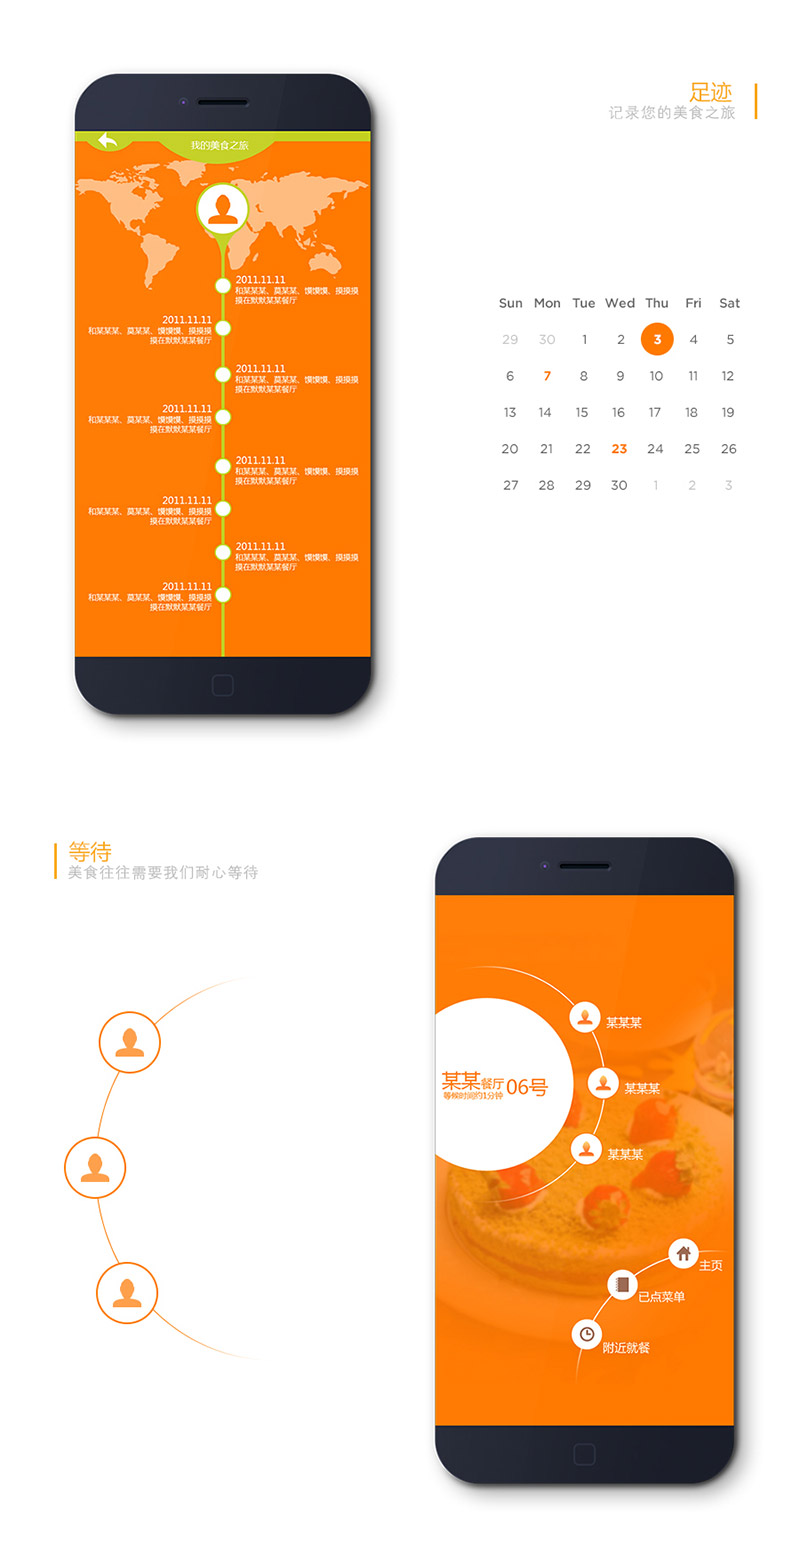 足迹
记录您的美食之旅
我的美食之旅
2011.11.11
和某某某、莫某某、馍馍馍、摸摸摸
摸在默默某某餐厅
2011.11.11
和某某某、莫某某、馍馍馍、摸摸摸
摸在默默某某餐厅
2011.11.11
和某某某、莫某某、馍馍馍、摸摸摸
摸在默默某某餐厅
2011.11.11
和某某某、莫某某、馍馍馍、摸摸摸
摸在默默某某餐厅
2011.11.11
和某某某、莫某某、馍馍馍、摸摸摸
摸在默默某某餐厅
2011.11.11
和某某某、莫某某、馍馍馍、摸摸摸
摸在默默某某餐厅
2011.11.11
和某某某、莫某某、馍馍馍、摸摸摸
摸在默默某某餐厅
2011.11.11
和某某某、莫某某、馍馍馍、摸摸摸
摸在默默某某餐厅
Sun Mon Tue Wed Thu Fri Sat
29 30 1 2 3 4 5
6 7 8 9 10 11 12
13 14 15 16 17 18 19
20 21 22 23 24 25 26
27 28 29 30 1 2 3
等待
美食往往需要我们耐心等待
某某某
某某餐厅 06号
等候时间约1分钟
某某某
某某某
主页
已点菜单
附近就餐